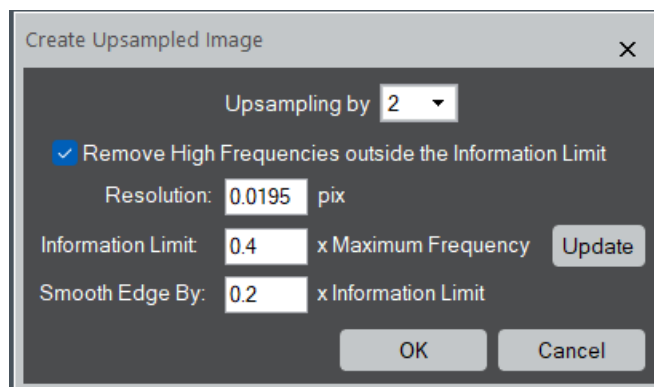 Create Upsampled Image
Upsampling by 2
Remove High Frequencies outside the Information Limit
Resolution: 0.0195 pix
Information Limit: 0.4 x Maximum Frequency Update
Smooth Edge By: 0.2 x Information Limit
OK Cancel